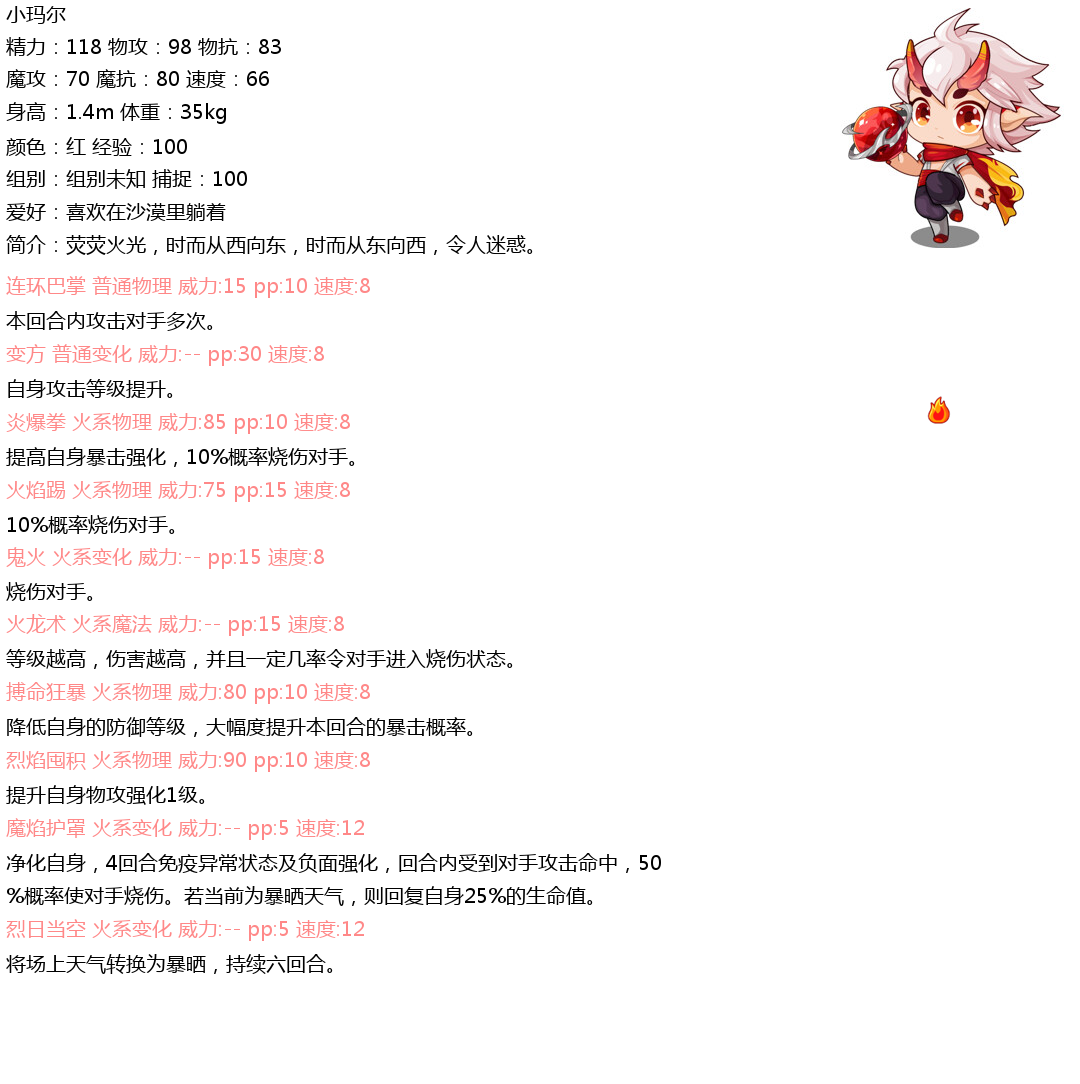 小玛尔
精力：118 物攻：98 物抗：83
魔攻：70 魔抗：80 速度：66
身高：1.4m 体重：35kg
颜色：红 经验：100
组别：组别未知 捕捉：100
爱好：喜欢在沙漠里躺着
简介：荧荧火光，时而从西向东，时而从东向西，令人迷惑。
连环巴掌 普通物理 威力:15 pp:10 速度:8
本回合内攻击对手多次。
变方 普通变化 威力:-- pp:30 速度:8
自身攻击等级提升。
炎爆拳 火系物理 威力:85 pp:10 速度:8
提高自身暴击强化，10%概率烧伤对手。
火焰踢 火系物理 威力:75 pp:15 速度:8
10%概率烧伤对手。
鬼火 火系变化 威力:-- pp:15 速度:8
烧伤对手。
火龙术 火系魔法 威力:-- pp:15 速度:8
等级越高，伤害越高，并且一定几率令对手进入烧伤状态。
搏命狂暴 火系物理 威力:80 pp:10 速度:8
降低自身的防御等级，大幅度提升本回合的暴击概率。
烈焰囤积 火系物理 威力:90 pp:10 速度:8
提升自身物攻强化1级。
魔焰护罩 火系变化 威力:-- pp:5 速度:12
净化自身，4回合免疫异常状态及负面强化，回合内受到对手攻击命中，50
%概率使对手烧伤。若当前为暴晒天气，则回复自身25%的生命值。
烈日当空 火系变化 威力:-- pp:5 速度:12
将场上天气转换为暴晒，持续六回合。